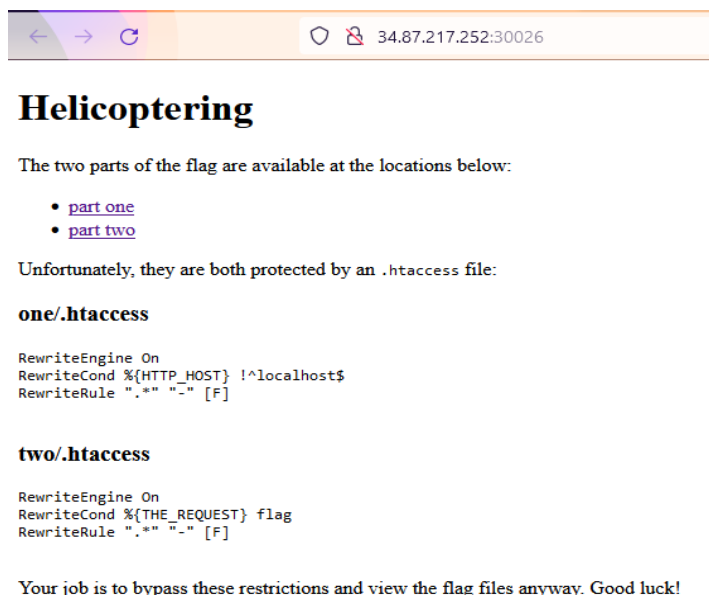 34.87.217.252:30026
Helicoptering
The two parts of the flag are available at the locations below:
• part one
• part two
Unfortunately, they are both protected by an .htaccess file:
one/.htaccess
RewriteEngine On
RewriteCond %{HTTP_HOST} !^localhost$
RewriteRule ".*" "-" [F]
two/.htaccess
RewriteEngine On
RewriteCond %{THE_REQUEST} flag
RewriteRule ".*" "-" [F]
Your job is to bypass these restrictions and view the flag files anyway. Good luck!